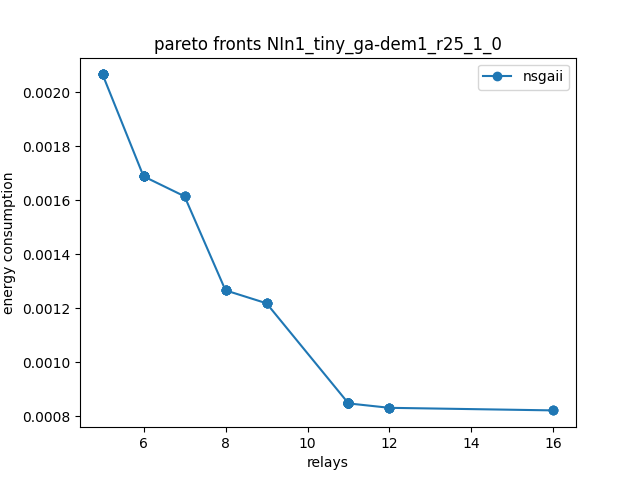 pareto fronts NIn1_tiny_ga-dem1_r25_1_0
nsgaii
energy consumption
0.0020
0.0018
0.0016
0.0014
0.0012
0.0010
0.0008
6 8 10 12 14 16
relays